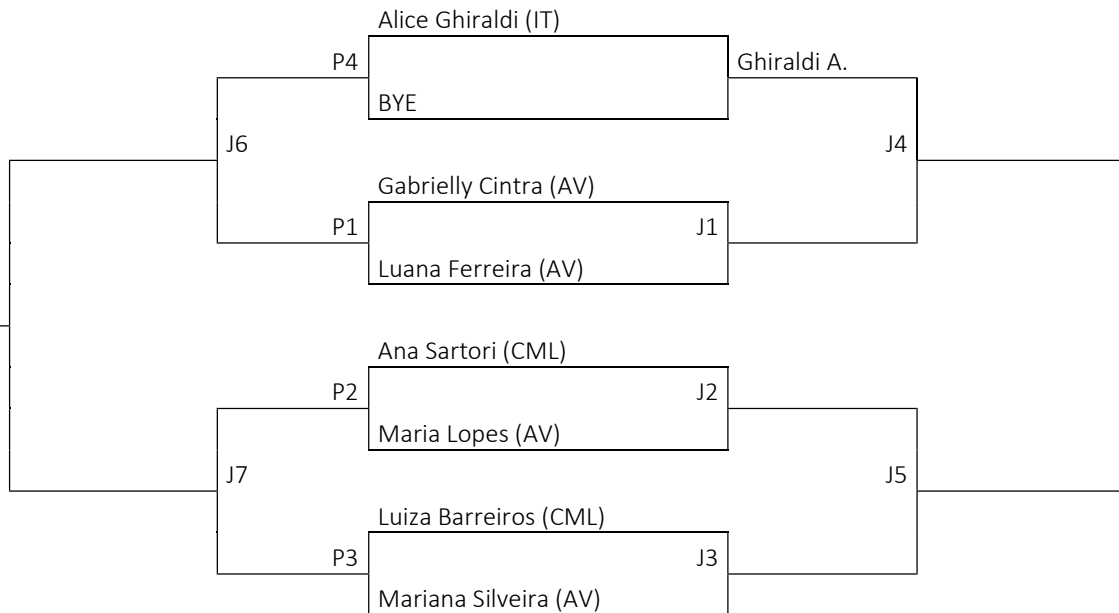 Alice Ghiraldi (IT)
P4
Ghiraldi A.
BYE
J6
J4
Gabrielly Cintra (AV)
P1
J1
Luana Ferreira (AV)
Ana Sartori (CML)
P2
J2
Maria Lopes (AV)
J7
J5
Luiza Barreiros (CML)
P3
J3
Mariana Silveira (AV)